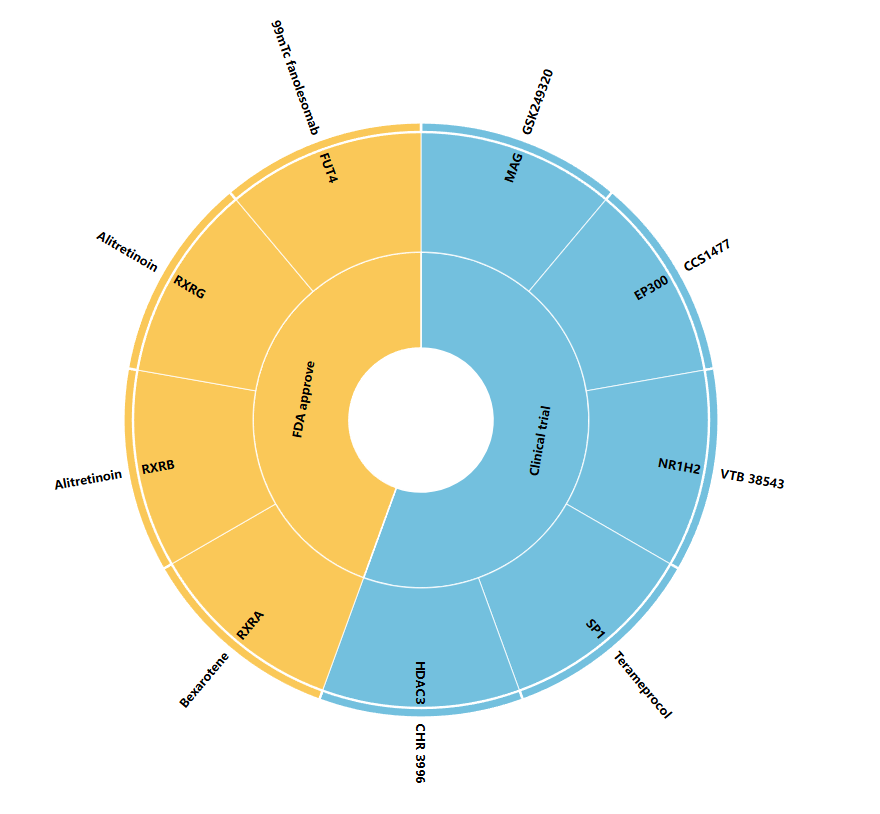 99mTc fanolesomab
GSK249320
FUT4
MAG
Alitretinoin
RXRG
CCS1477
EP300
FDA approve
Clinical trial
Alitretinoin
RXRB
NR1H2
VTB 38543
RXRA
Bexarotene
SP1
Terameprocol
HDAC3
CHR 3996